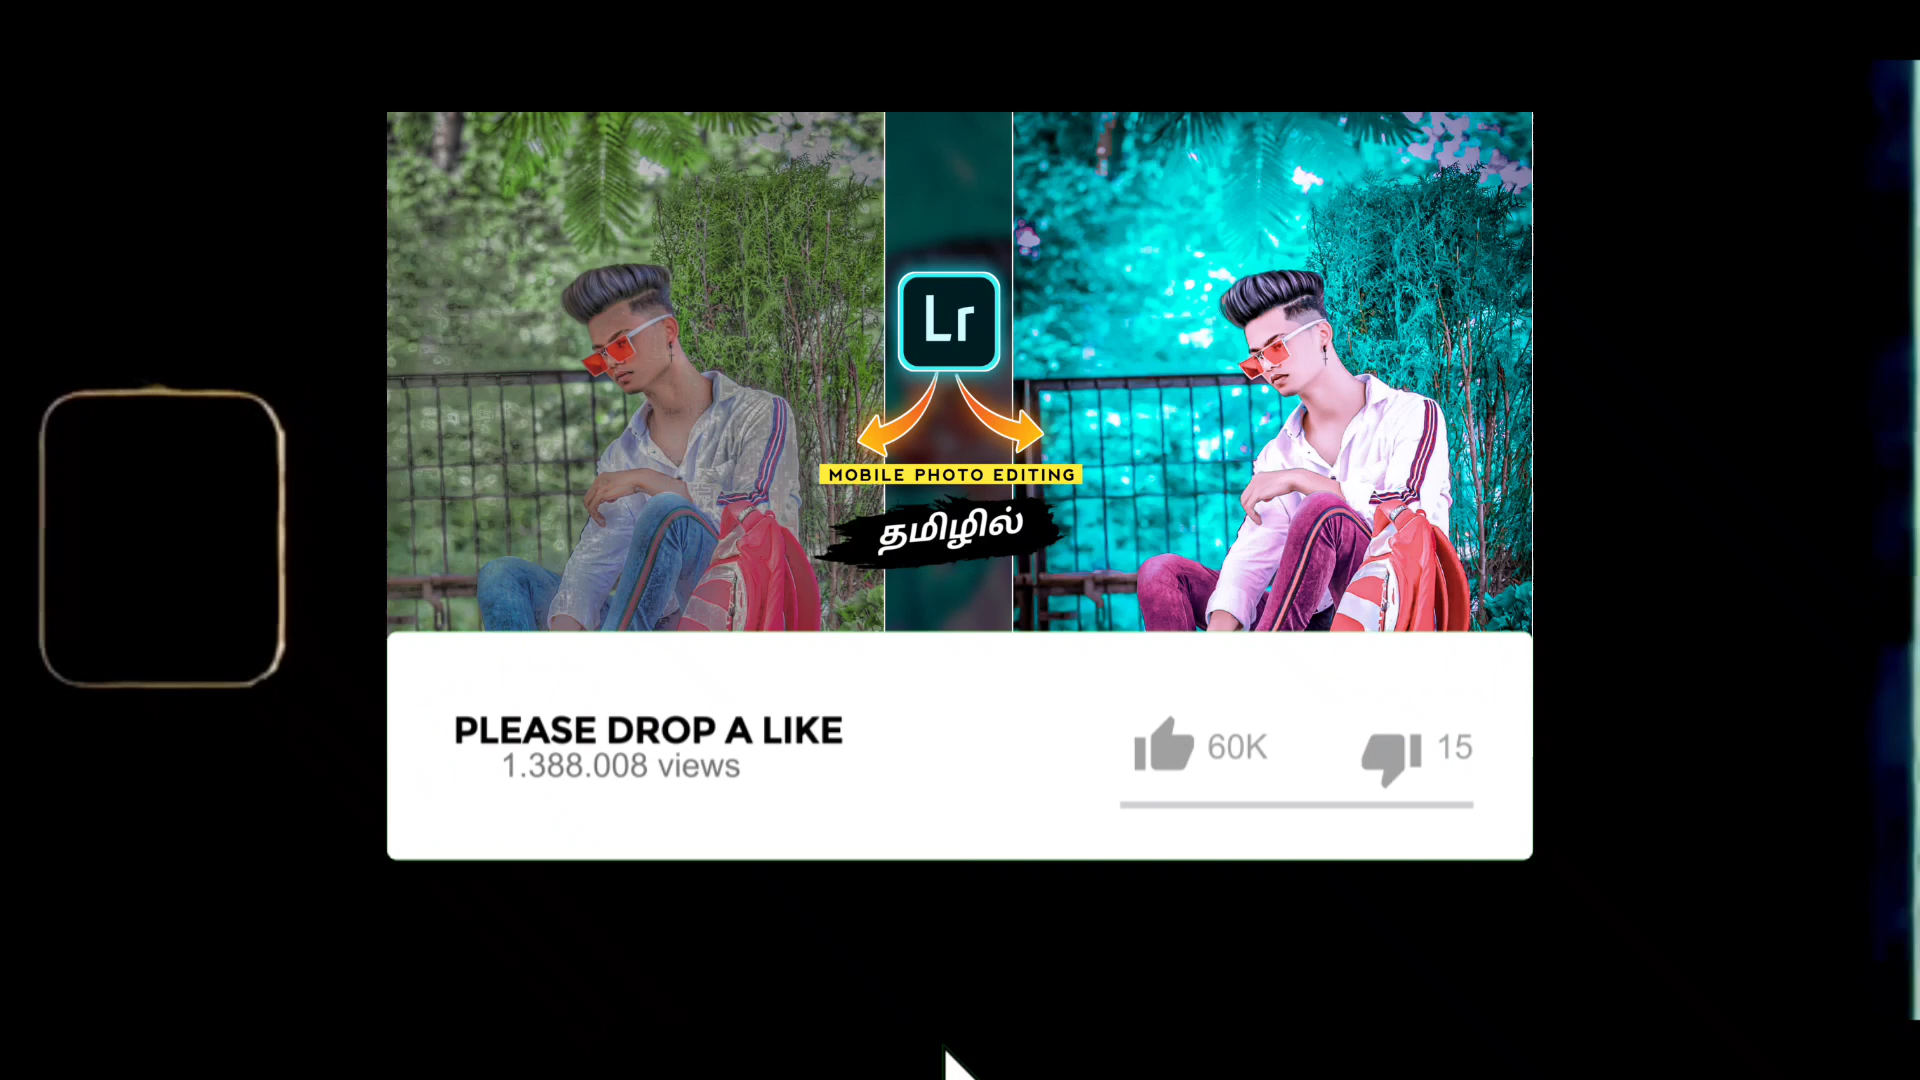 Lr
MOBILE PHOTO EDITING
தமிழில்
PLEASE DROP A LIKE
1.388.008 views
60K
15